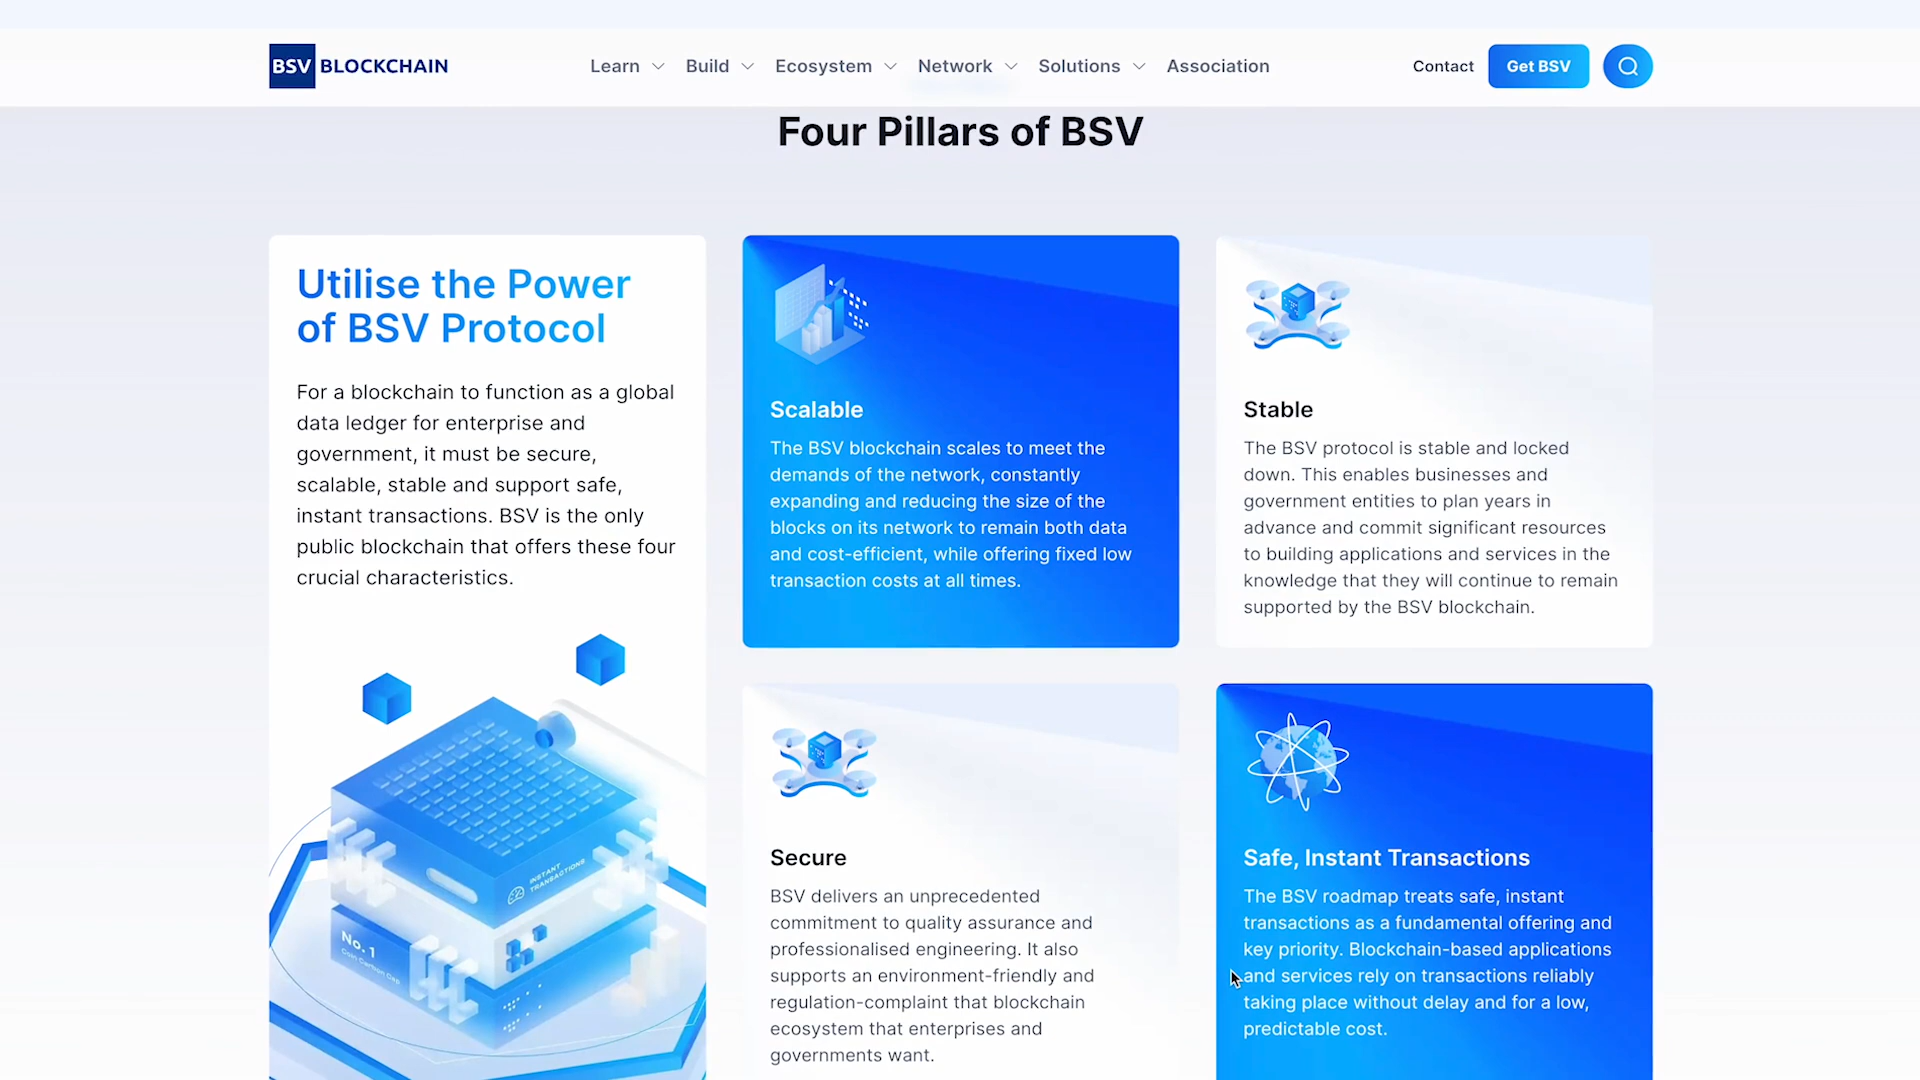 BSV BLOCKCHAIN
Learn
Build
Ecosystem
Network
Solutions
Association
Contact
Get BSV
Four Pillars of BSV
Utilise the Power
of BSV Protocol
For a blockchain to function as a global
data ledger for enterprise and
government, it must be secure,
scalable, stable and support safe,
instant transactions. BSV is the only
public blockchain that offers these four
crucial characteristics.
INSTANT
TRANSACTIONS
No. 1
Scalable
The BSV blockchain scales to meet the
demands of the network, constantly
expanding and reducing the size of the
blocks on its network to remain both data
and cost-efficient, while offering fixed low
transaction costs at all times.
Stable
The BSV protocol is stable and locked
down. This enables businesses and
government entities to plan years in
advance and commit significant resources
to building applications and services in the
knowledge that they will continue to remain
supported by the BSV blockchain.
Secure
BSV delivers an unprecedented
commitment to quality assurance and
professionalised engineering. It also
supports an environment-friendly and
regulation-complaint that blockchain
ecosystem that enterprises and
governments want.
Safe, Instant Transactions
The BSV roadmap treats safe, instant
transactions as a fundamental offering and
key priority. Blockchain-based applications
and services rely on transactions reliably
taking place without delay and for a low,
predictable cost.